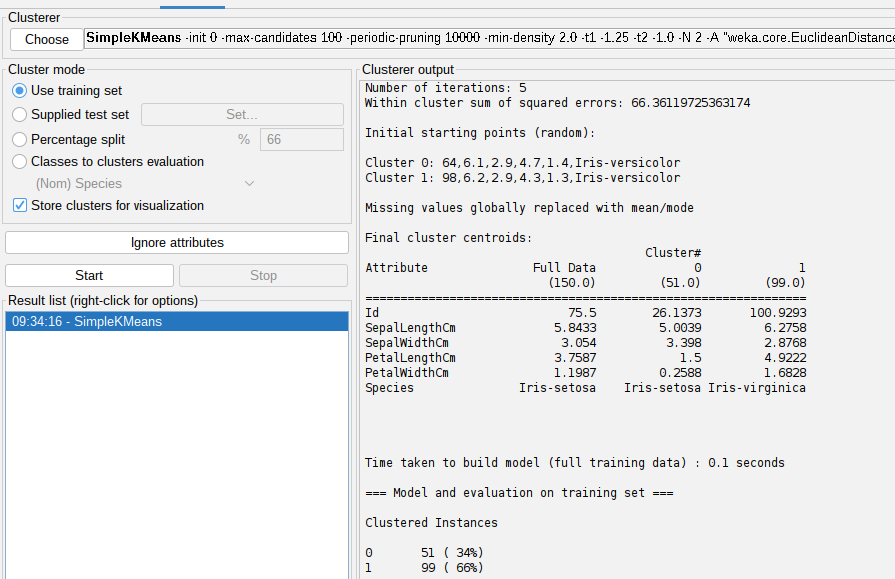 Clusterer
Choose SimpleKMeans -init 0 -max-candidates 100 -periodic-pruning 10000 -min-density 2.0 -t1 -1.25 -t2 -1.0 -N 2 -A "weka.core.EuclideanDistance
Cluster mode
Use training set
Supplied test set Set...
Percentage split % 66
Classes to clusters evaluation
(Nom) Species
Store clusters for visualization
Ignore attributes
Start Stop
Result list (right-click for options)
09:34:16 - SimpleKMeans
Clusterer output
Number of iterations: 5
Within cluster sum of squared errors: 66.36119725363174
Initial starting points (random):
Cluster 0: 64,6.1,2.9,4.7,1.4,Iris-versicolor
Cluster 1: 98,6.2,2.9,4.3,1.3,Iris-versicolor
Missing values globally replaced with mean/mode
Final cluster centroids:
Cluster#
Attribute Full Data 0 1
(150.0) (51.0) (99.0)
===============================================================
Id 75.5 26.1373 100.9293
SepalLengthCm 5.8433 5.0039 6.2758
SepalWidthCm 3.054 3.398 2.8768
PetalLengthCm 3.7587 1.5 4.9222
PetalWidthCm 1.1987 0.2588 1.6828
Species Iris-setosa Iris-setosa Iris-virginica
Time taken to build model (full training data) : 0.1 seconds
=== Model and evaluation on training set ===
Clustered Instances
0 51 ( 34%)
1 99 ( 66%)